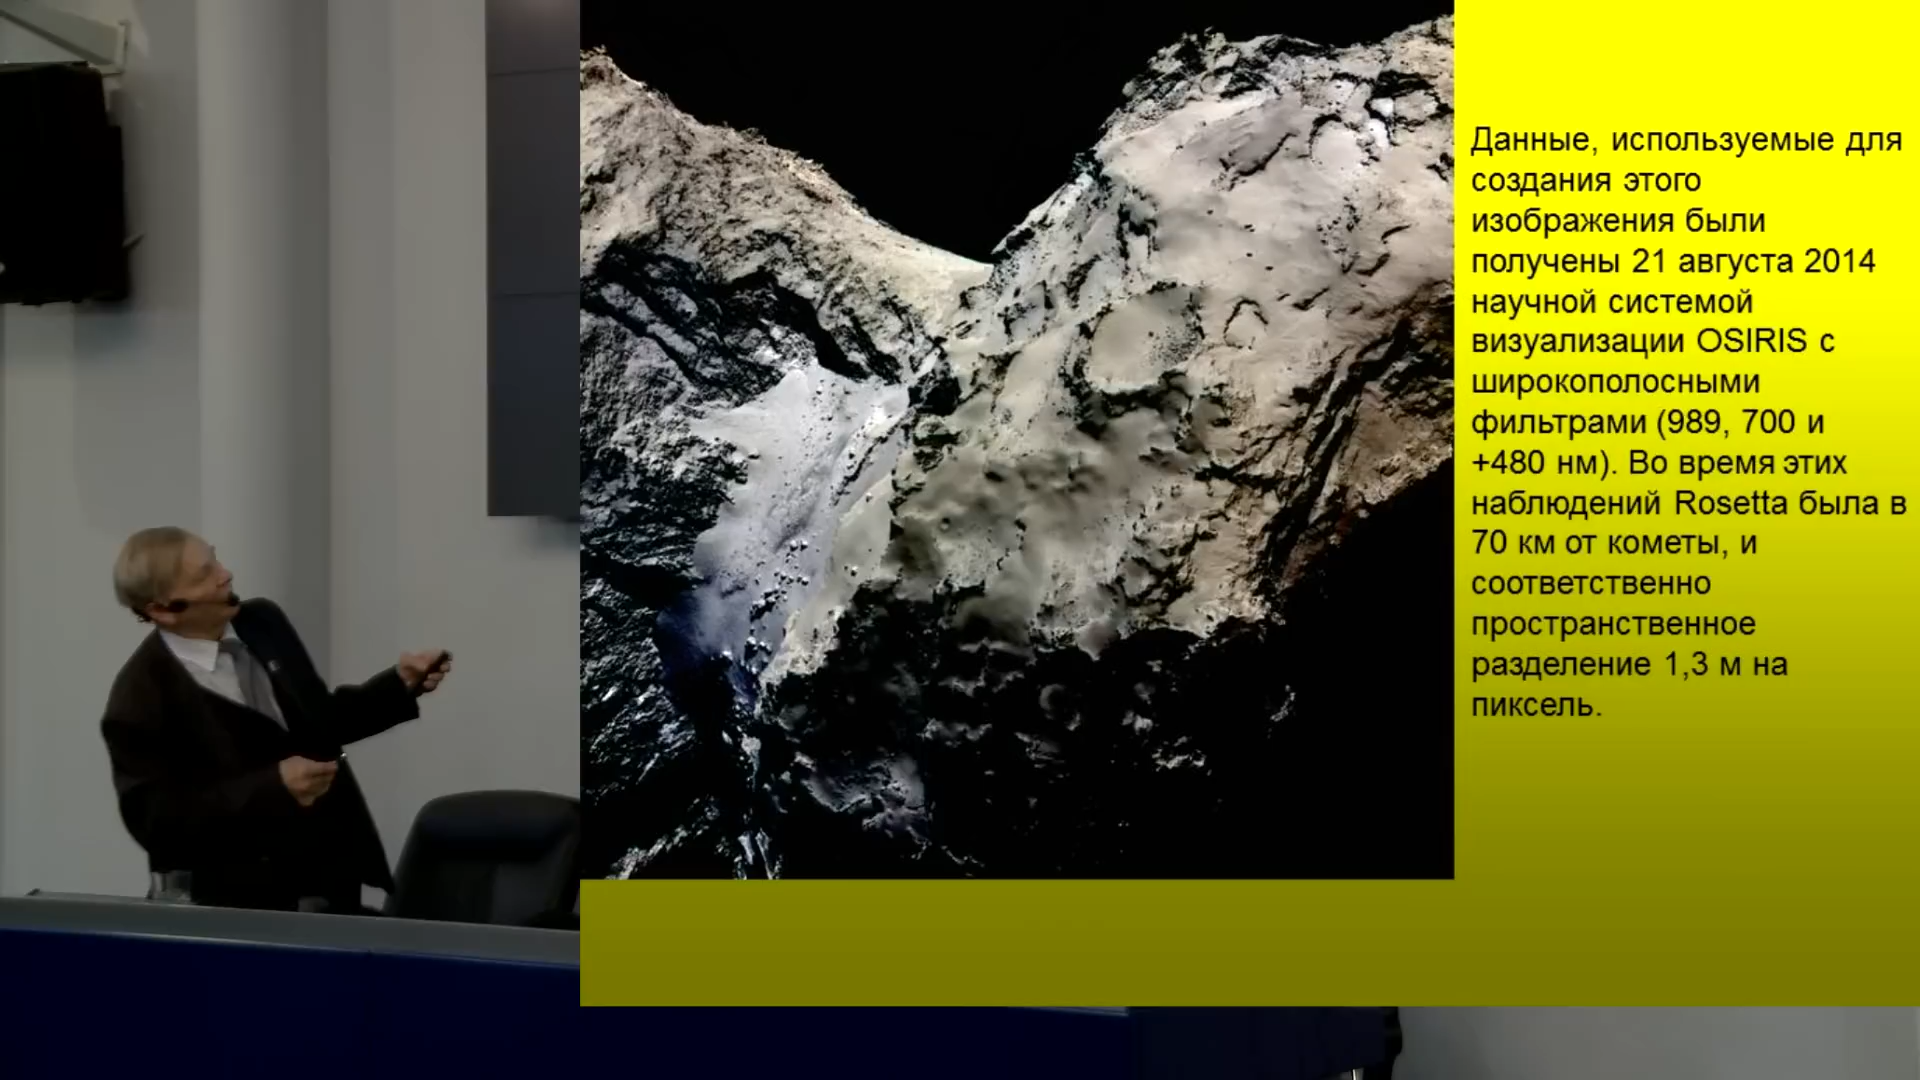 Данные, используемые для
создания этого
изображения были
получены 21 августа 2014
научной системой
визуализации OSIRIS с
широкополосными
фильтрами (989, 700 и
+480 нм). Во время этих
наблюдений Rosetta была в
70 км от кометы, и
соответственно
пространственное
разделение 1,3 м на
пиксель.